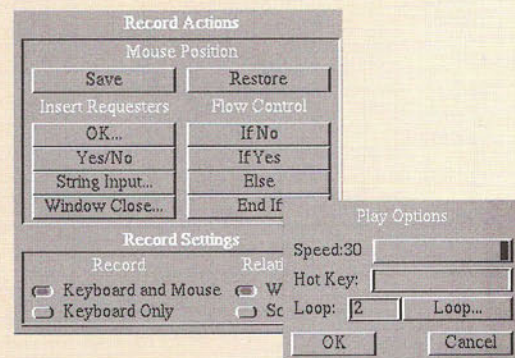 Record Actions
Mouse Position
Save Restore
Insert Requesters Flow Control
OK... If No
Yes/No If Yes
String Input... Else
Window Close... End If
Record Settings
Record
Keyboard and Mouse
Keyboard Only
Play Options
Speed:30
Hot Key:
Loop: 2 Loop...
OK Cancel